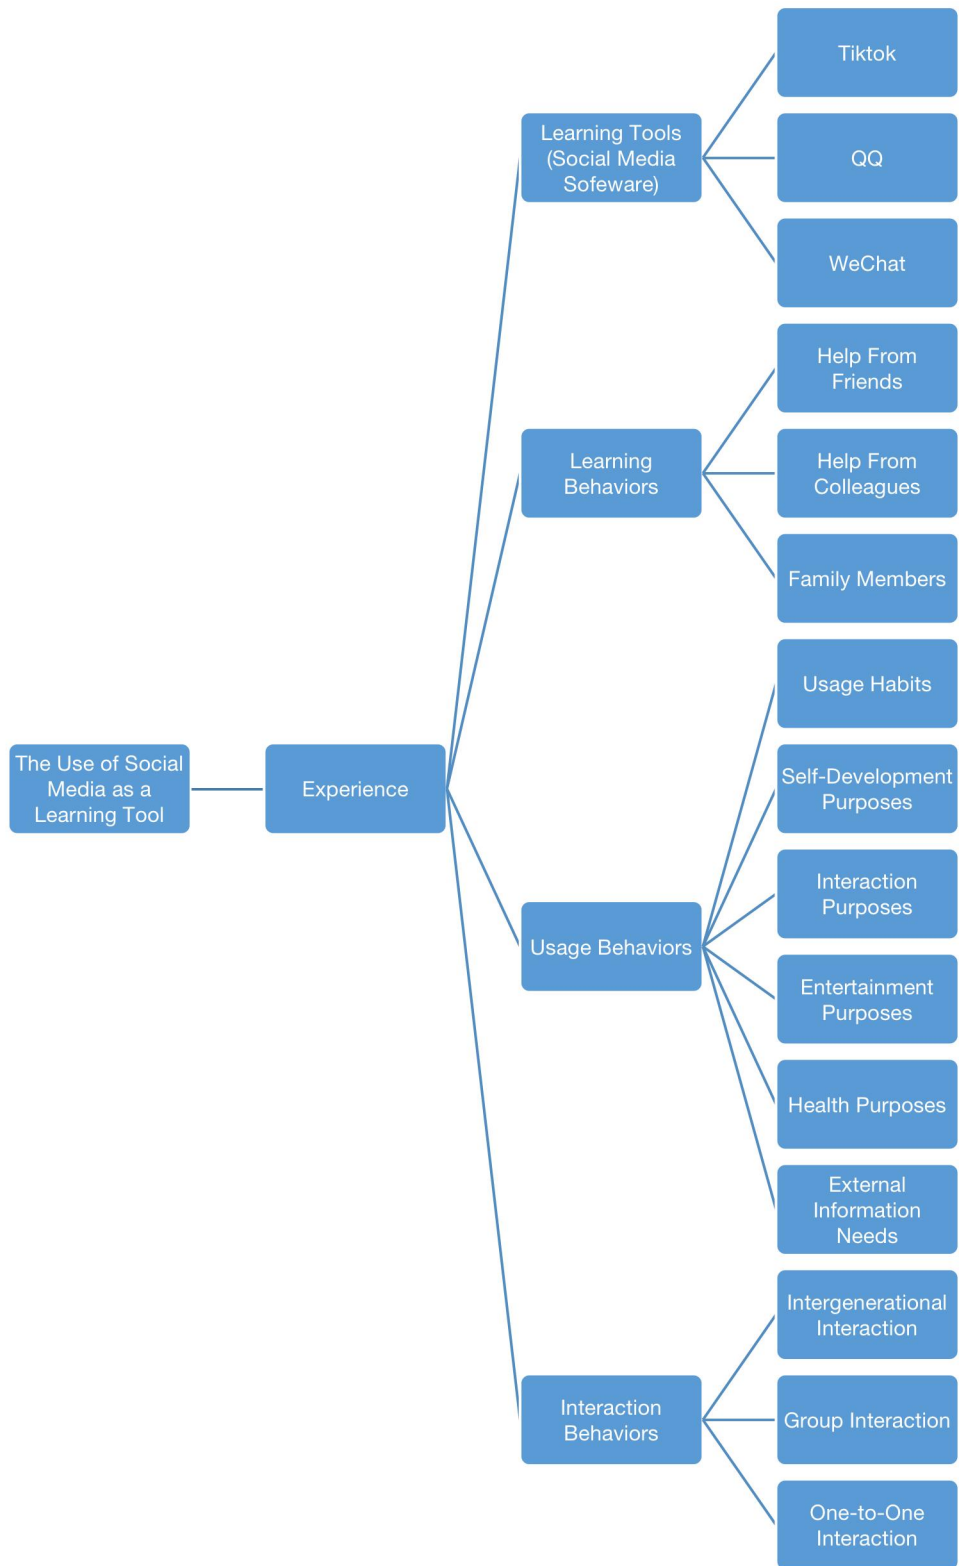 The Use of Social
Media as a
Learning Tool
Experience
Learning Tools
(Social Media
Sofeware)
Tiktok
QQ
WeChat
Learning
Behaviors
Help From
Friends
Help From
Colleagues
Family Members
Usage Behaviors
Usage Habits
Self-Development
Purposes
Interaction
Purposes
Entertainment
Purposes
Health Purposes
External
Information
Needs
Interaction
Behaviors
Intergenerational
Interaction
Group Interaction
One-to-One
Interaction